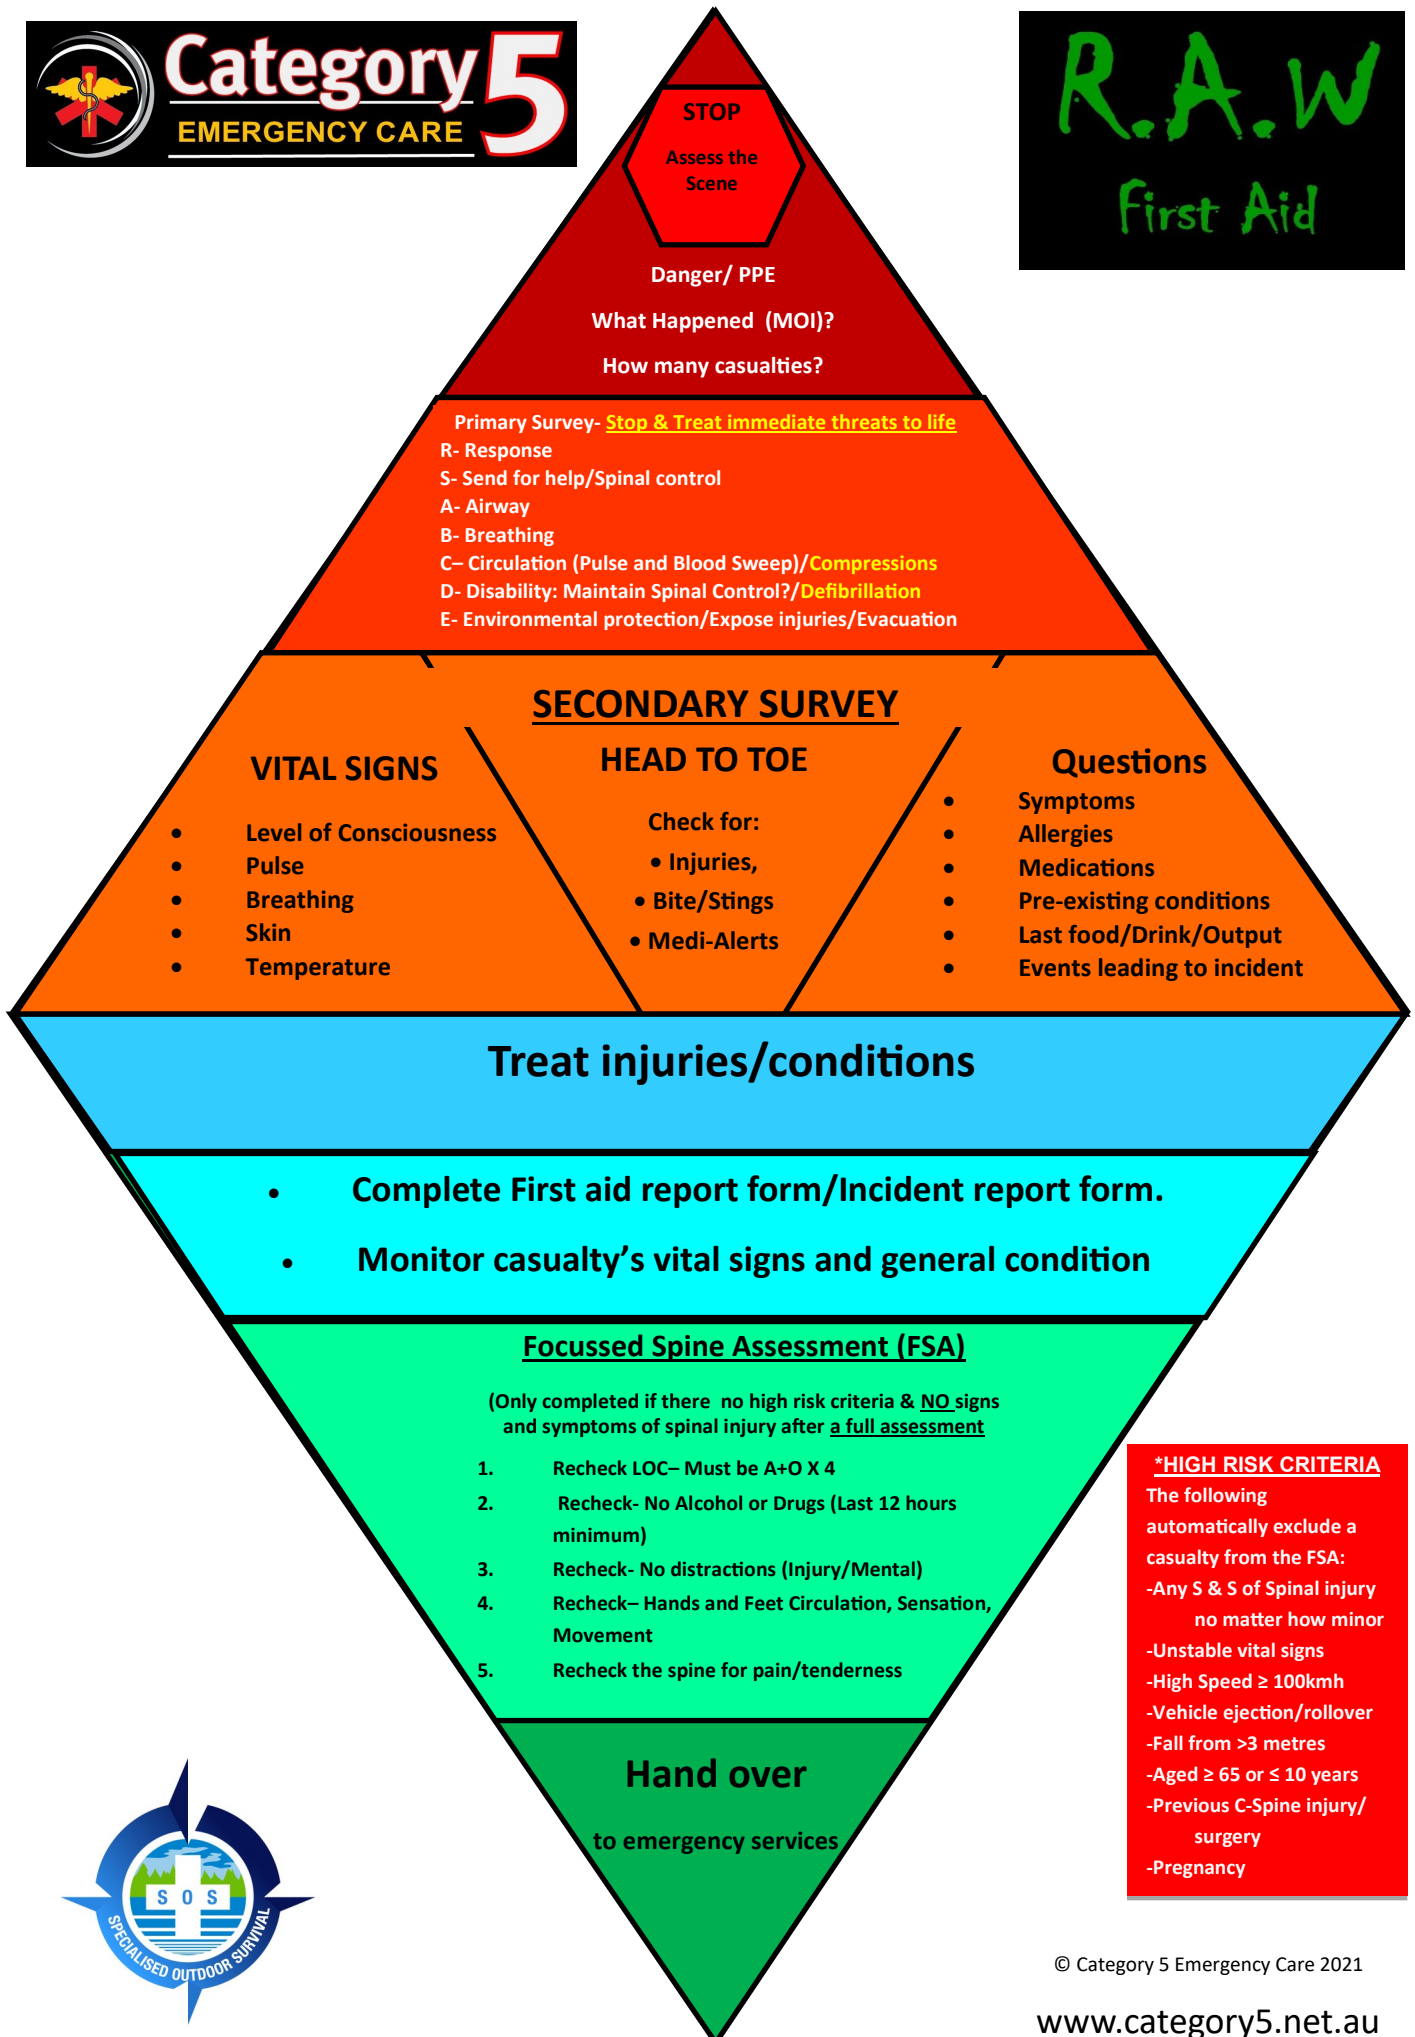 Category 5
EMERGENCY CARE
R.A.W
First Aid
STOP
Assess the
Scene
Danger/ PPE
What Happened  (MOI)?
How many casualties?
Primary Survey- Stop & Treat immediate threats to life
R- Response
S- Send for help/Spinal control
A- Airway
B- Breathing
C– Circulation (Pulse and Blood Sweep)/Compressions
D- Disability: Maintain Spinal Control?/Defibrillation
E- Environmental protection/Expose injuries/Evacuation
SECONDARY SURVEY
VITAL SIGNS
• Level of Consciousness
• Pulse
• Breathing
• Skin
• Temperature
HEAD TO TOE
Check for:
• Injuries,
• Bite/Stings
• Medi-Alerts
Questions
• Symptoms
• Allergies
• Medications
• Pre-existing conditions
• Last food/Drink/Output
• Events leading to incident
Treat injuries/conditions
• Complete First aid report form/Incident report form.
• Monitor casualty’s vital signs and general condition
Focussed Spine Assessment (FSA)
(Only completed if there  no high risk criteria & NO signs
and symptoms of spinal injury after a full assessment
1. Recheck LOC– Must be A+O X 4
2. Recheck- No Alcohol or Drugs (Last 12 hours
minimum)
3. Recheck- No distractions (Injury/Mental)
4. Recheck– Hands and Feet Circulation, Sensation,
Movement
5. Recheck the spine for pain/tenderness
*HIGH RISK CRITERIA
The following
automatically exclude a
casualty from the FSA:
-Any S & S of Spinal injury
no matter how minor
-Unstable vital signs
-High Speed ≥ 100kmh
-Vehicle ejection/rollover
-Fall from >3 metres
-Aged ≥ 65 or ≤ 10 years
-Previous C-Spine injury/
surgery
-Pregnancy
Hand over
to emergency services
S O S
SPECIALISED OUTDOOR SURVIVAL
© Category 5 Emergency Care 2021
www.category5.net.au